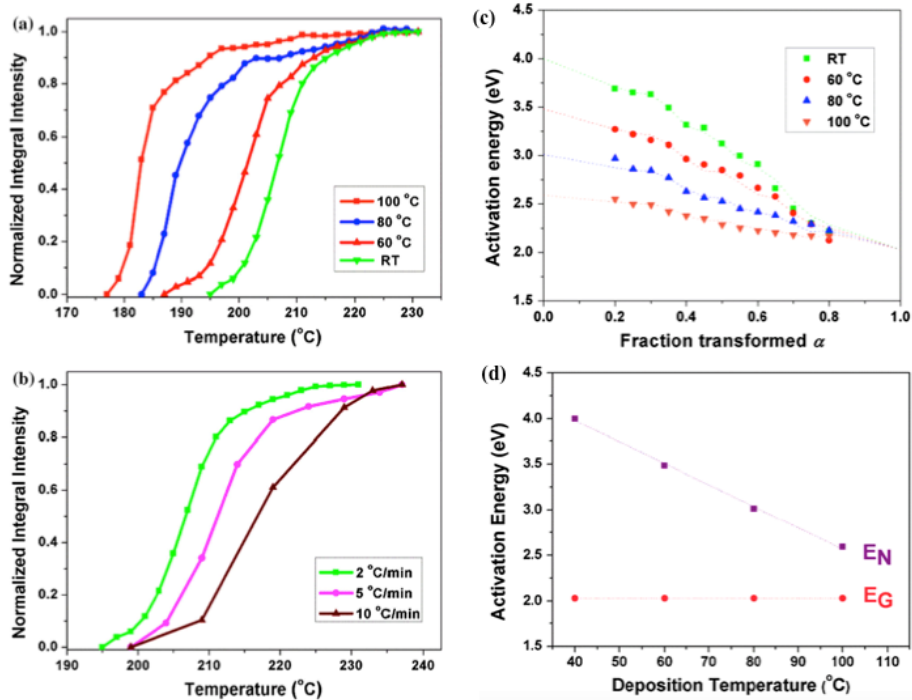 (a)
Normalized Integral Intensity
1.0
0.8
0.6
0.4
0.2
0.0
100 °C
80 °C
60 °C
RT
170 180 190 200 210 220 230
Temperature (°C)
(c)
Activation energy (eV)
4.5
4.0
3.5
3.0
2.5
2.0
1.5
RT
60 °C
80 °C
100 °C
0.0 0.2 0.4 0.6 0.8 1.0
Fraction transformed α
(b)
Normalized Integral Intensity
1.0
0.8
0.6
0.4
0.2
0.0
2 °C/min
5 °C/min
10 °C/min
190 200 210 220 230 240
Temperature (°C)
(d)
Activation Energy (eV)
4.5
4.0
3.5
3.0
2.5
2.0
1.5
E_N
E_G
40 50 60 70 80 90 100 110
Deposition Temperature (°C)